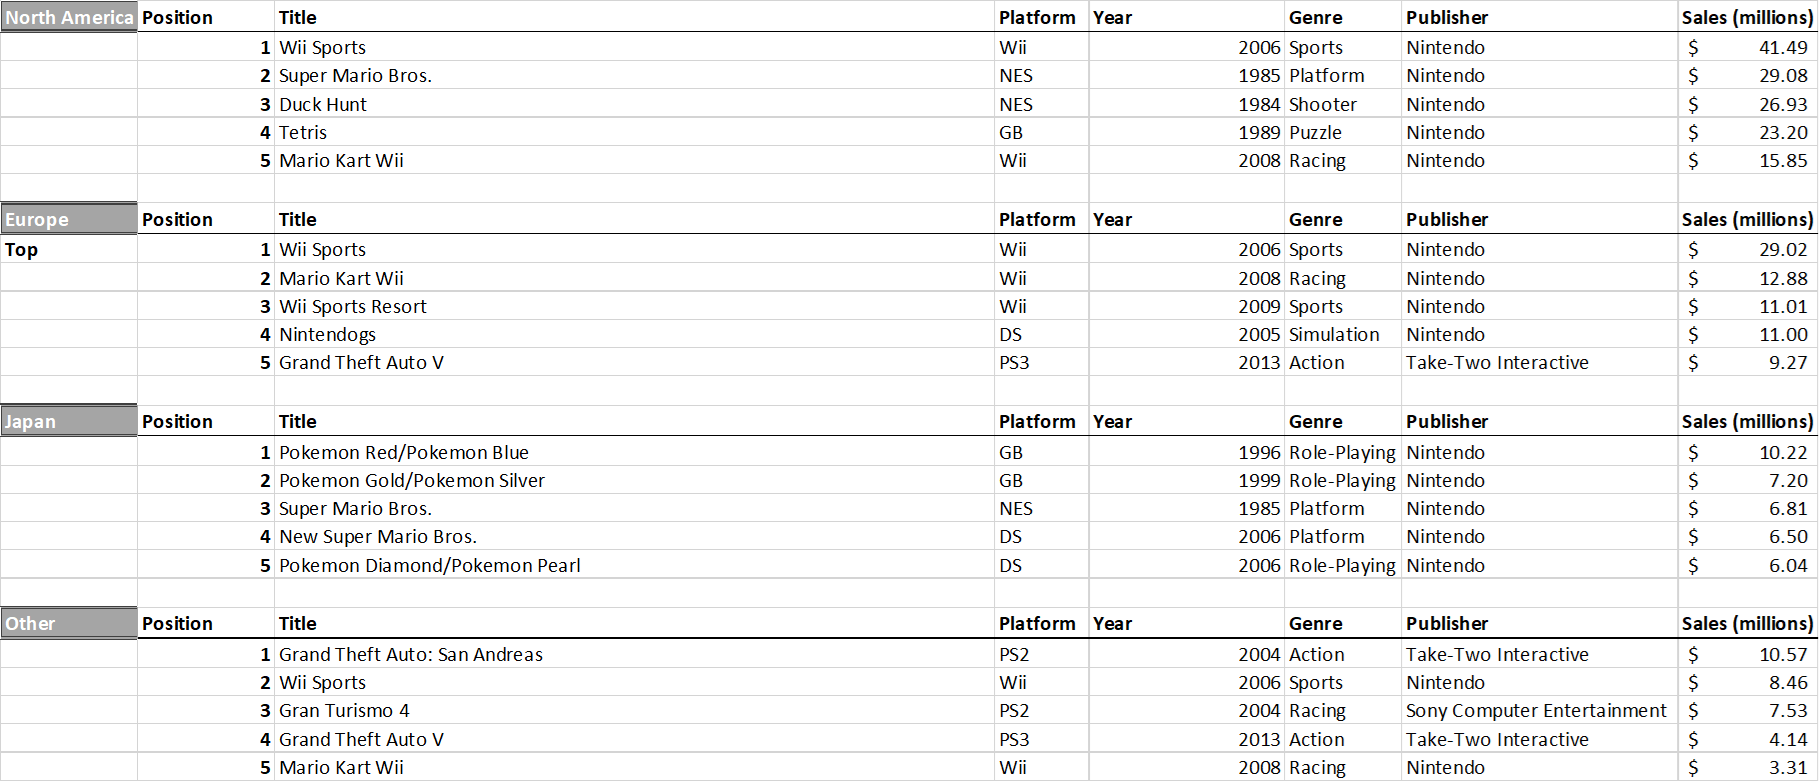 North America Position Title Platform Year Genre Publisher Sales (millions)
1 Wii Sports Wii 2006 Sports Nintendo $ 41.49
2 Super Mario Bros. NES 1985 Platform Nintendo $ 29.08
3 Duck Hunt NES 1984 Shooter Nintendo $ 26.93
4 Tetris GB 1989 Puzzle Nintendo $ 23.20
5 Mario Kart Wii Wii 2008 Racing Nintendo $ 15.85
Europe Position Title Platform Year Genre Publisher Sales (millions)
Top 1 Wii Sports Wii 2006 Sports Nintendo $ 29.02
2 Mario Kart Wii Wii 2008 Racing Nintendo $ 12.88
3 Wii Sports Resort Wii 2009 Sports Nintendo $ 11.01
4 Nintendogs DS 2005 Simulation Nintendo $ 11.00
5 Grand Theft Auto V PS3 2013 Action Take-Two Interactive $ 9.27
Japan Position Title Platform Year Genre Publisher Sales (millions)
1 Pokemon Red/Pokemon Blue GB 1996 Role-Playing Nintendo $ 10.22
2 Pokemon Gold/Pokemon Silver GB 1999 Role-Playing Nintendo $ 7.20
3 Super Mario Bros. NES 1985 Platform Nintendo $ 6.81
4 New Super Mario Bros. DS 2006 Platform Nintendo $ 6.50
5 Pokemon Diamond/Pokemon Pearl DS 2006 Role-Playing Nintendo $ 6.04
Other Position Title Platform Year Genre Publisher Sales (millions)
1 Grand Theft Auto: San Andreas PS2 2004 Action Take-Two Interactive $ 10.57
2 Wii Sports Wii 2006 Sports Nintendo $ 8.46
3 Gran Turismo 4 PS2 2004 Racing Sony Computer Entertainment $ 7.53
4 Grand Theft Auto V PS3 2013 Action Take-Two Interactive $ 4.14
5 Mario Kart Wii Wii 2008 Racing Nintendo $ 3.31